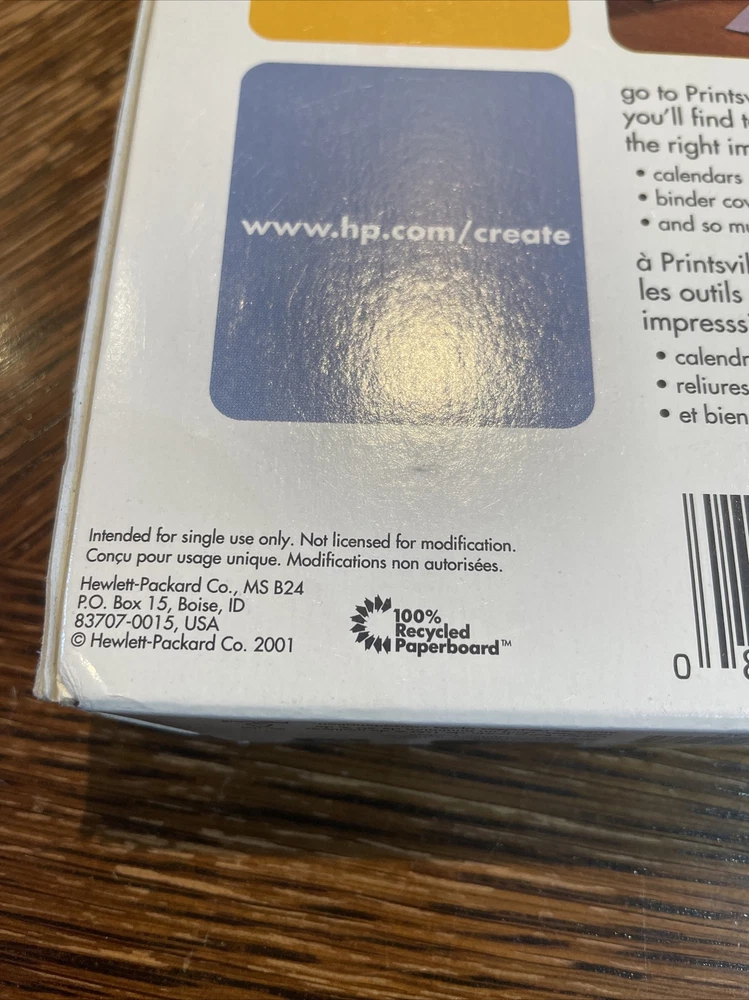 www.hp.com/create
go to Printsv
you'll find t
the right im
• calendars
• binder cov
• and so mu
à Printsvil
les outils
impresss
• calendr
• reliures
• et bien
Intended for single use only. Not licensed for modification.
Conçu pour usage unique. Modifications non autorisées.
Hewlett-Packard Co., MS B24
P.O. Box 15, Boise, ID
83707-0015, USA
© Hewlett-Packard Co. 2001
100%
Recycled
Paperboard™
0 8